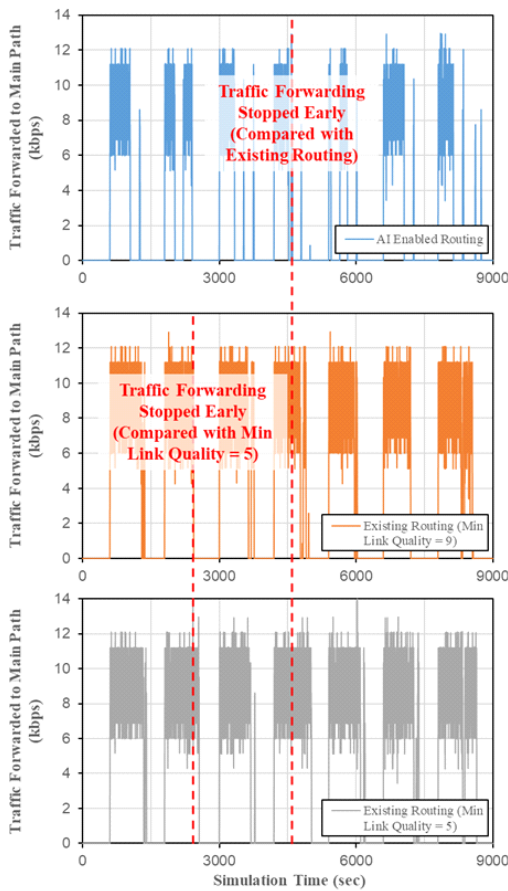 Traffic Forwarded to Main Path
(kbps)
14
12
10
8
6
4
2
0
Traffic Forwarding
Stopped Early
(Compared with
Existing Routing)
AI Enabled Routing
0
3000
6000
9000
Traffic Forwarded to Main Path
(kbps)
14
12
10
8
6
4
2
0
Traffic Forwarding
Stopped Early
(Compared with Min
Link Quality = 5)
Existing Routing (Min
Link Quality = 9)
0
3000
6000
9000
Traffic Forwarded to Main Path
(kbps)
14
12
10
8
6
4
2
0
Existing Routing (Min
Link Quality = 5)
0
3000
6000
9000
Simulation Time (sec)